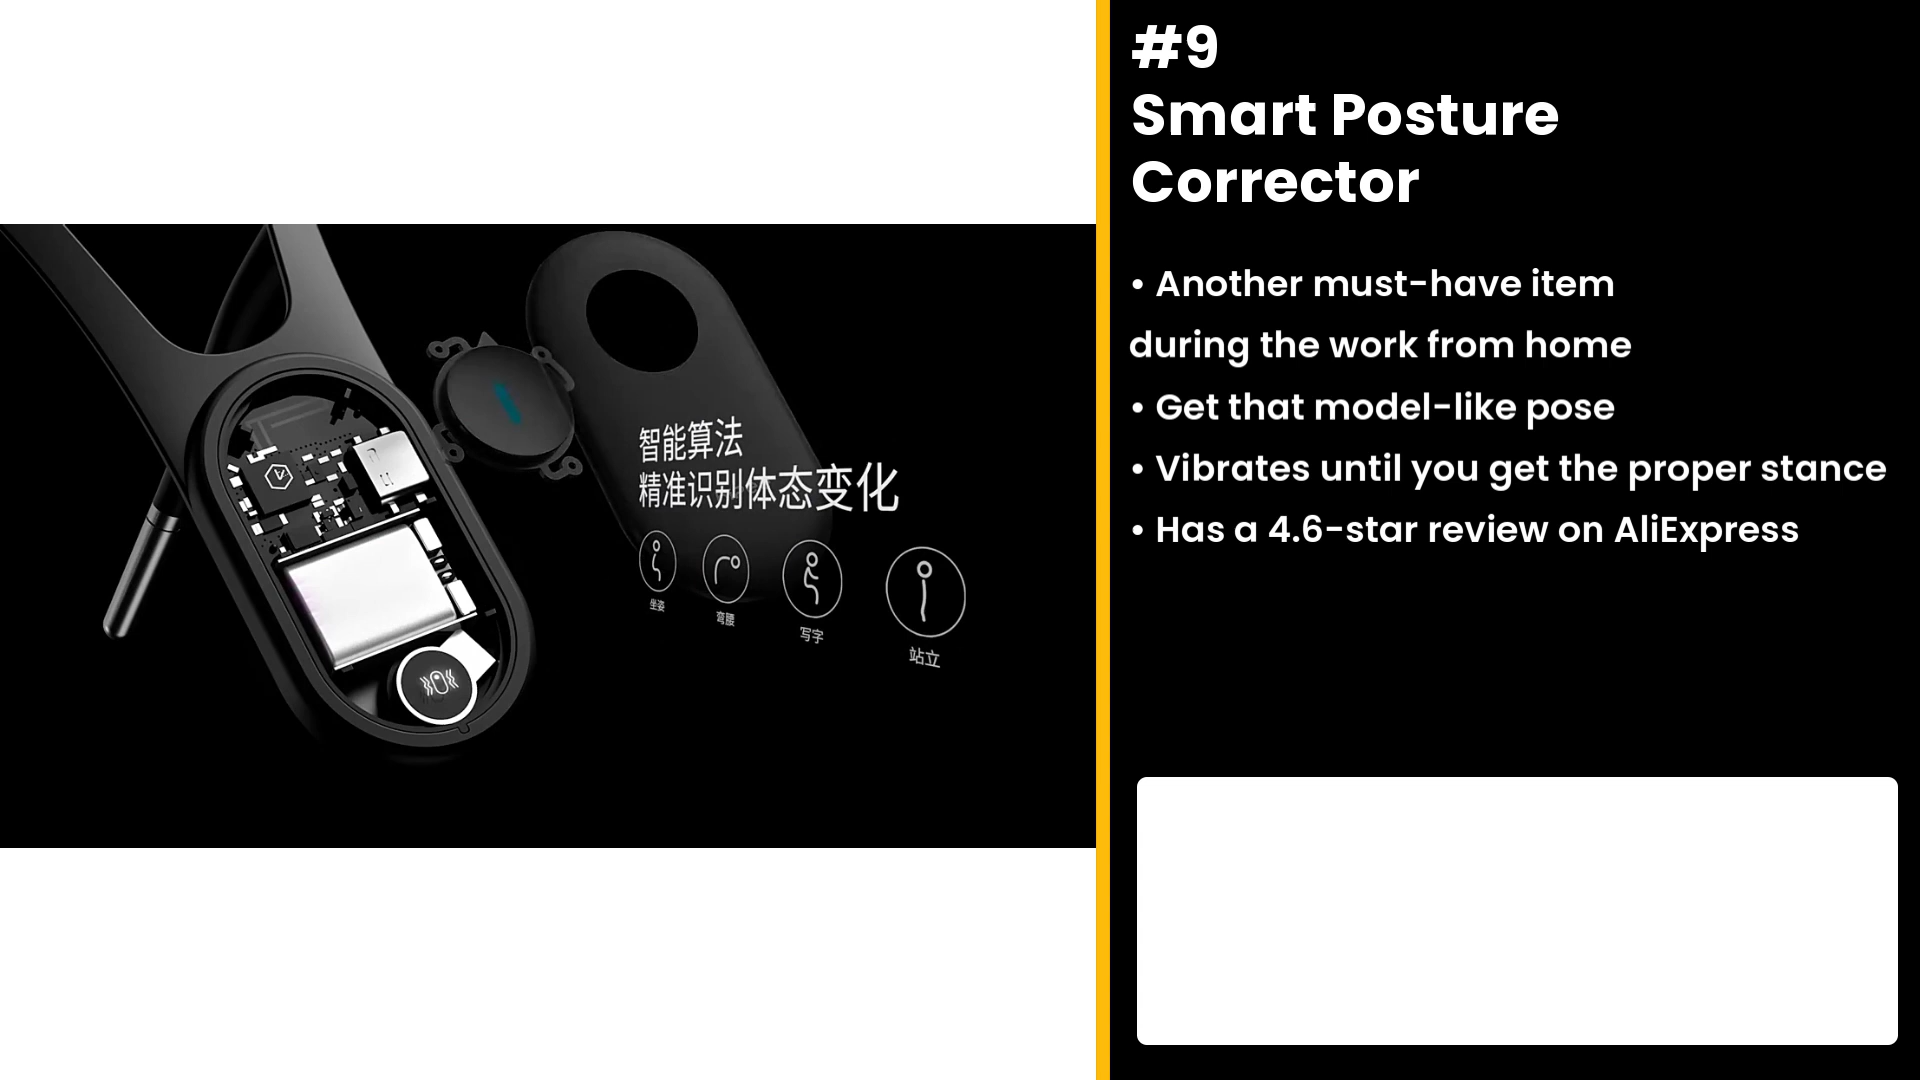 #9
Smart Posture
Corrector
• Another must-have item
during the work from home
• Get that model-like pose
• Vibrates until you get the proper stance
• Has a 4.6-star review on AliExpress
智能算法
精准识别体态变化
坐姿
弯腰
写字
站立